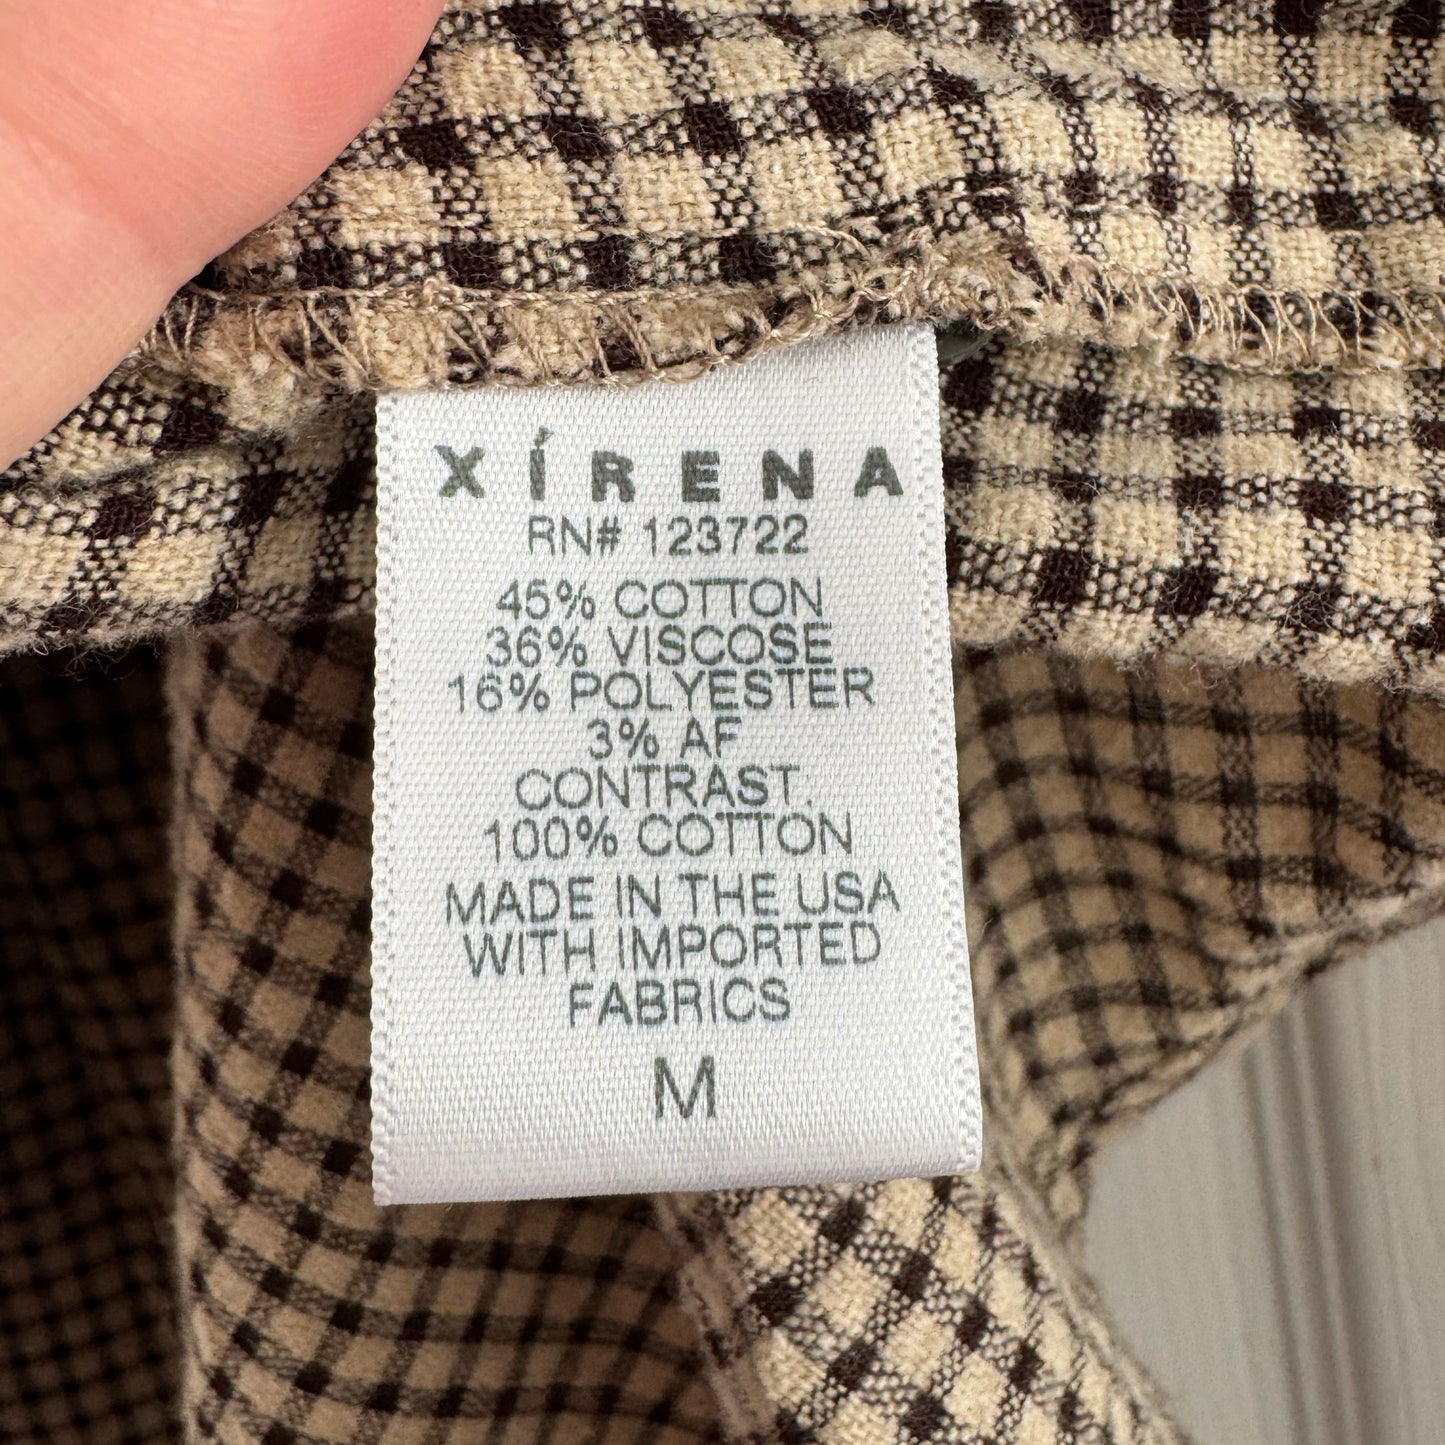 XÍRENA
RN# 123722
45% COTTON
36% VISCOSE
16% POLYESTER
3% AF
CONTRAST.
100% COTTON
MADE IN THE USA
WITH IMPORTED
FABRICS
M